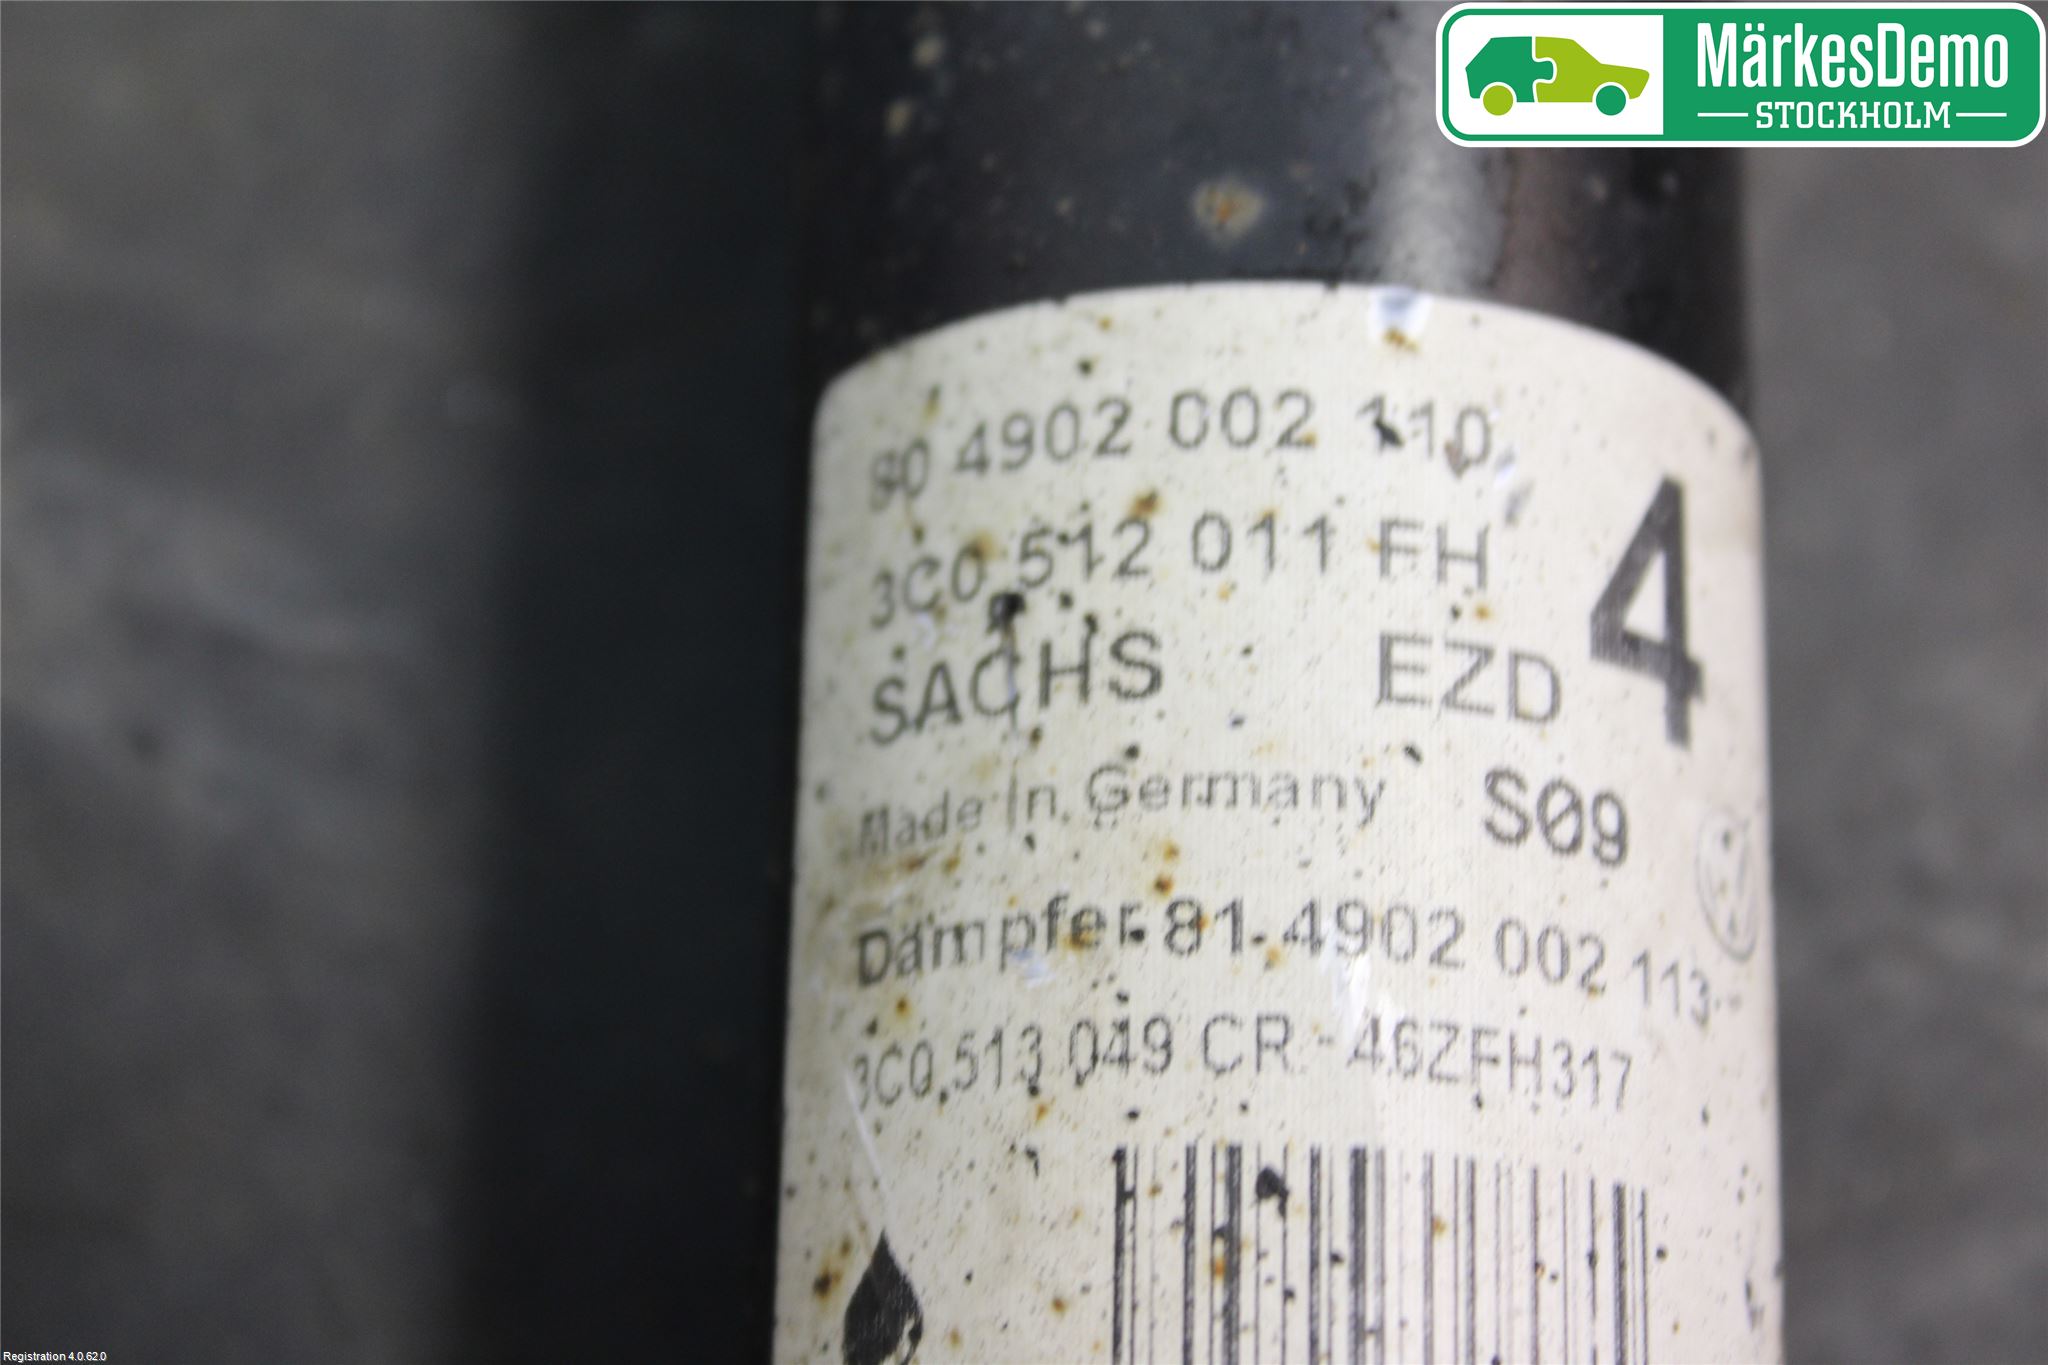 MärkesDemo
STOCKHOLM
80 4902 002 110
3C0 512 011 FH
4
SACHS EZD
Made In Germany S09
Dämpfer 81 4902 002 113
3C0 513 049 CR - 46ZFH317
Registration 4.0.62.0